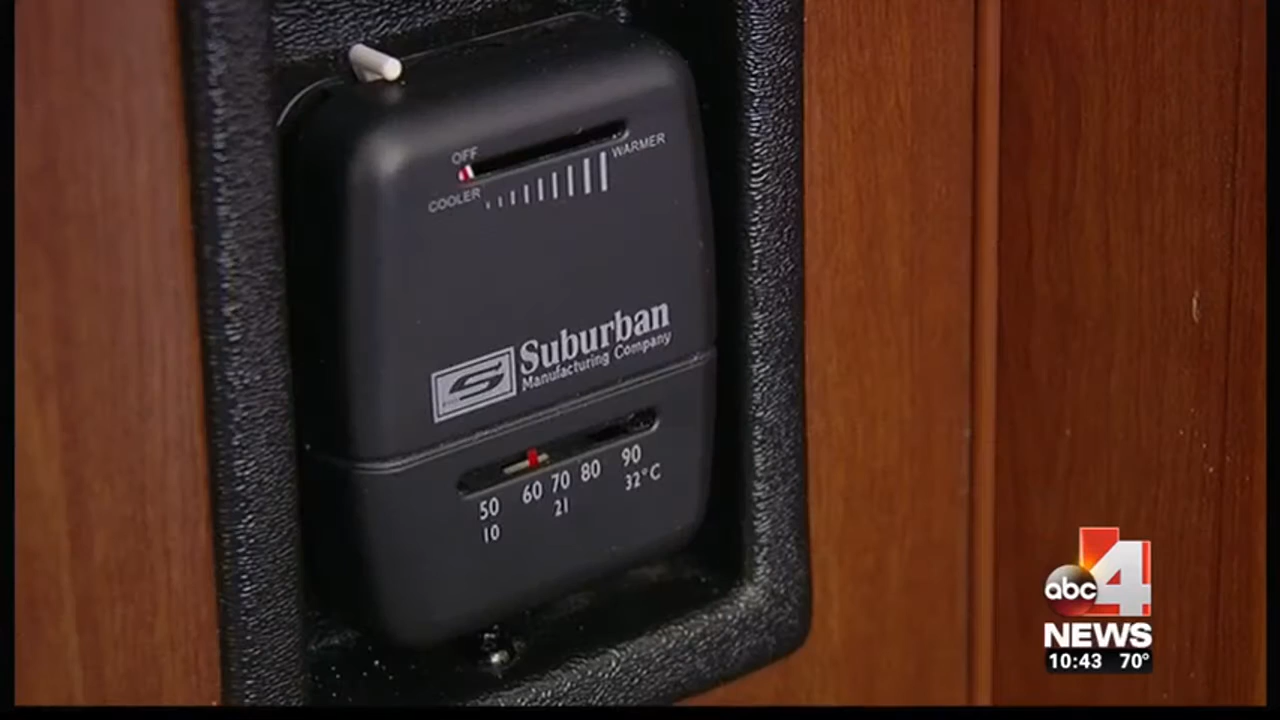 OFF
WARMER
COOLER
S Suburban
Manufacturing Company
50 60 70 80 90
10 21 32°C
abc 4
NEWS
10:43 70°